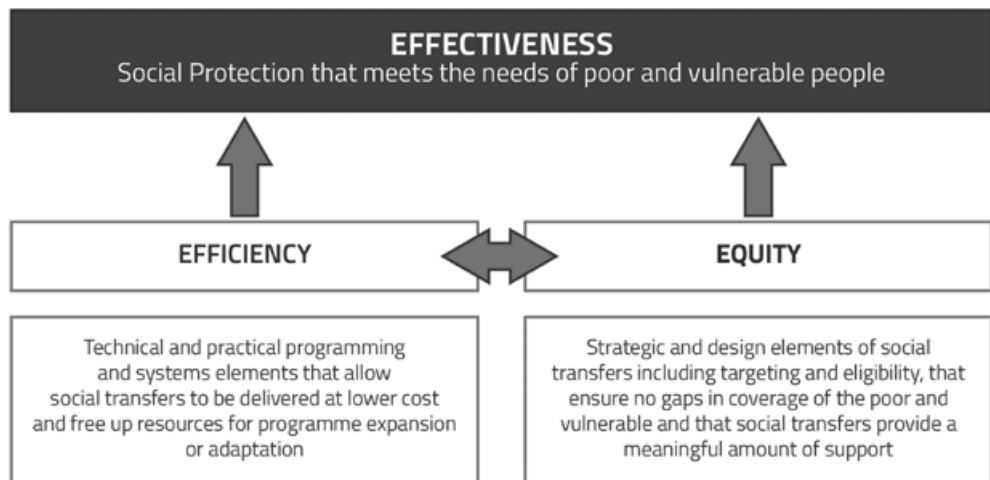 EFFECTIVENESS
Social Protection that meets the needs of poor and vulnerable people
EFFICIENCY
EQUITY
Technical and practical programming
and systems elements that allow
social transfers to be delivered at lower cost
and free up resources for programme expansion
or adaptation
Strategic and design elements of social
transfers including targeting and eligibility, that
ensure no gaps in coverage of the poor and
vulnerable and that social transfers provide a
meaningful amount of support